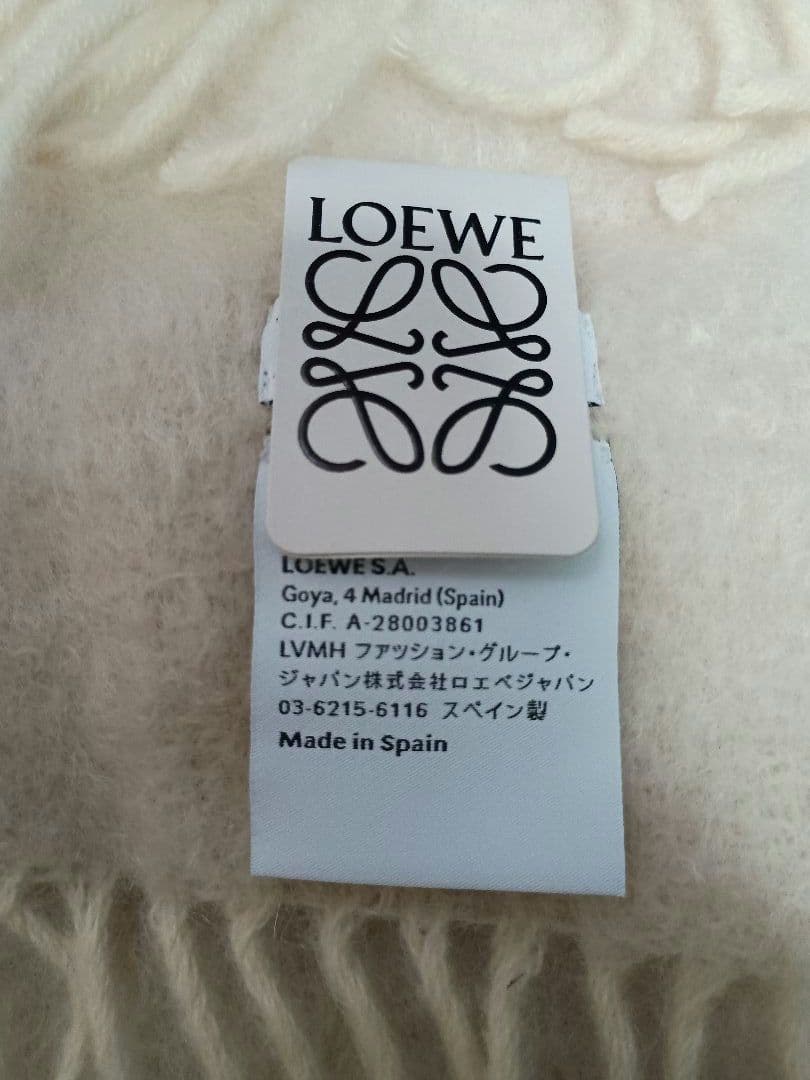 LOEWE
LOEWE S.A.
Goya, 4 Madrid (Spain)
C.I.F. A-28003861
LVMH ファッション・グループ・
ジャパン株式会社ロエベジャパン
03-6215-6116 スペイン製
Made in Spain